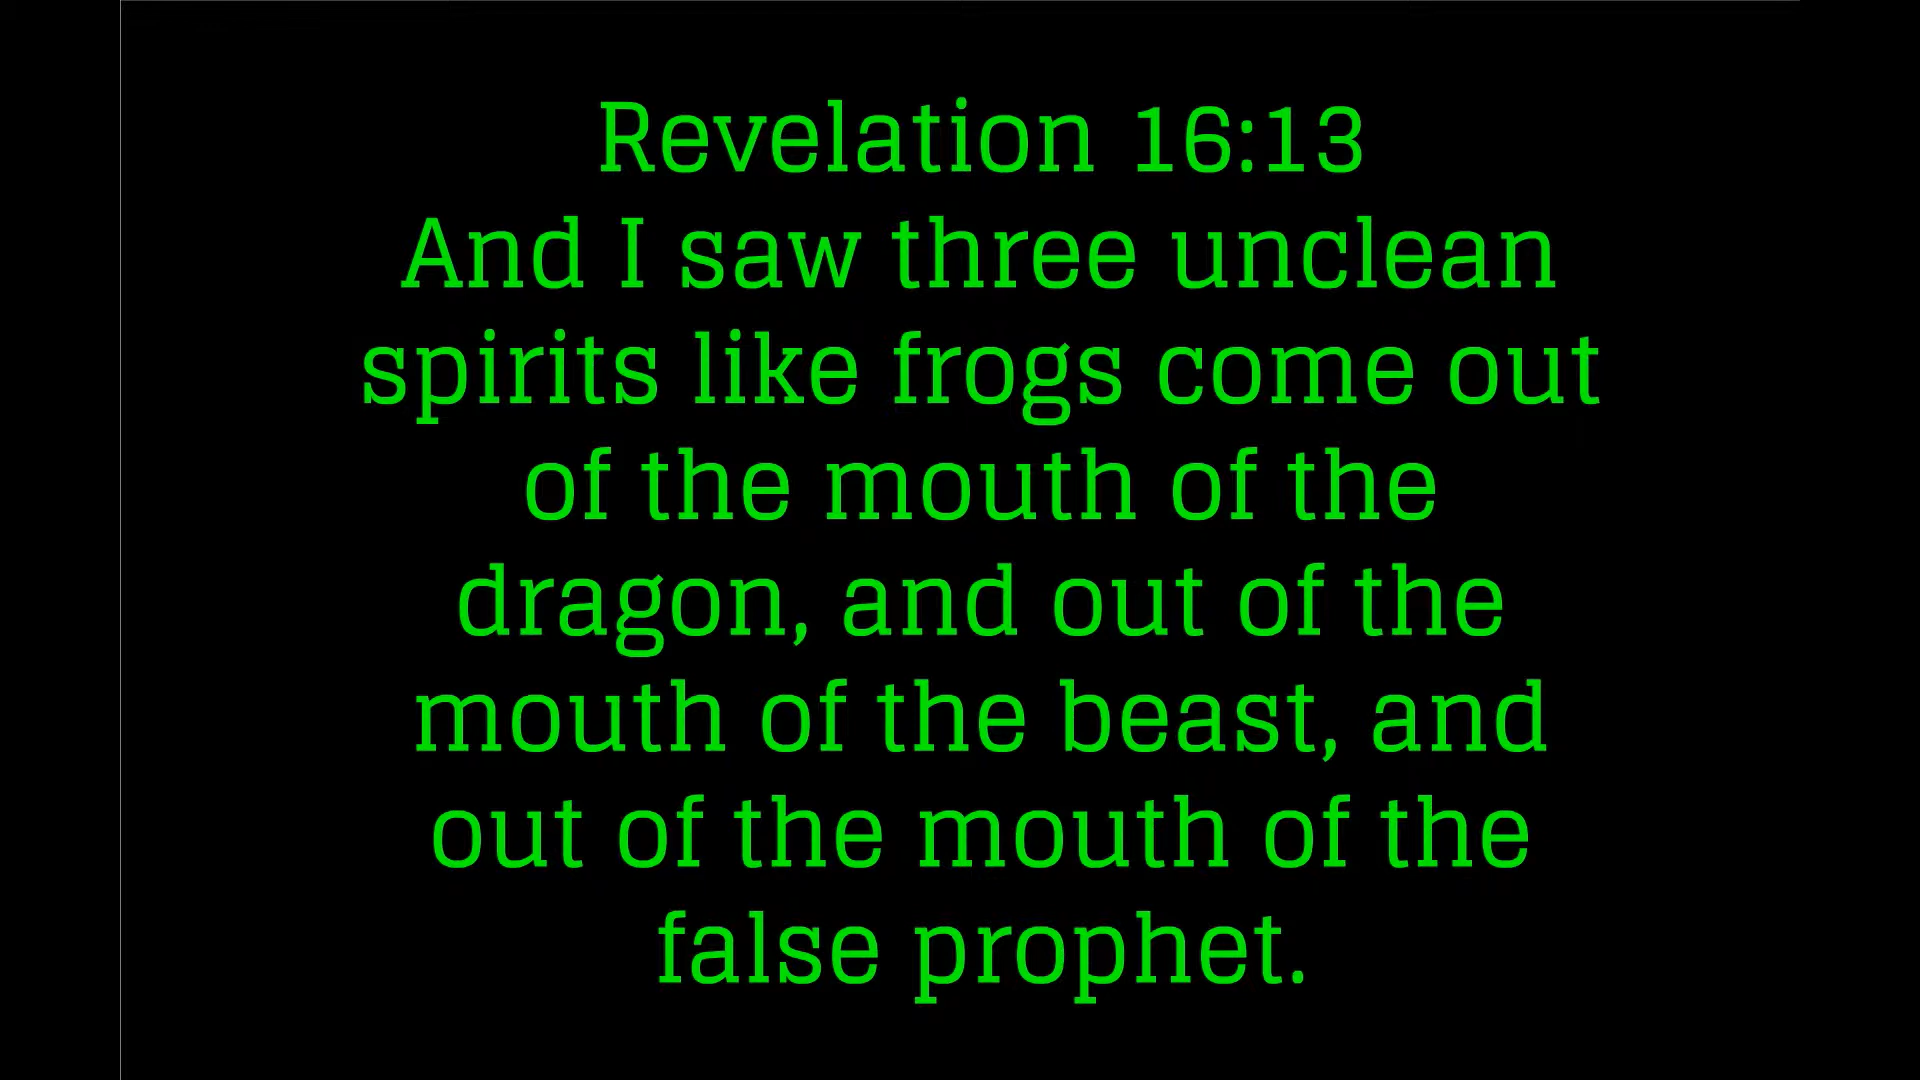 Revelation 16:13
And I saw three unclean
spirits like frogs come out
of the mouth of the
dragon, and out of the
mouth of the beast, and
out of the mouth of the
false prophet.